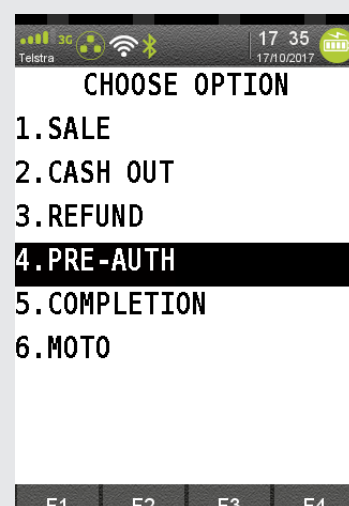 3G 17 35
Telstra 17/10/2017
CHOOSE OPTION
1.SALE
2.CASH OUT
3.REFUND
4.PRE-AUTH
5.COMPLETION
6.MOTO
F1 F2 F3 F4